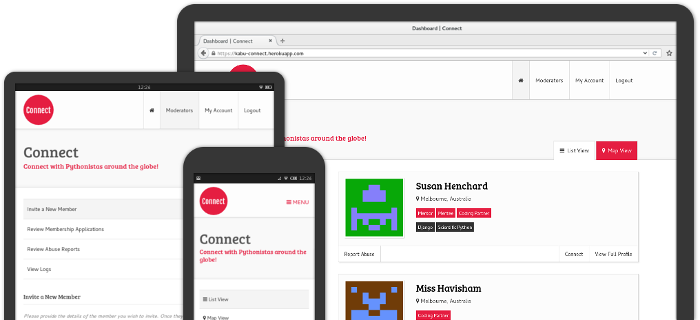 Dashboard | Connect
Dashboard | Connect
https://kabu-connect.herokuapp.com
Moderators
My Account
Logout
Pythonistas around the globe!
List View
Map View
Susan Henchard
Melbourne, Australia
Mentor
Mentee
Coding Partner
Django
Scientific Python
Report Abuse
Connect
View Full Profile
Miss Havisham
Melbourne, Australia
Coding Partner
12:26
Connect
Moderators
My Account
Logout
Connect
Connect with Pythonistas around the globe!
Invite a New Member
Review Membership Applications
Review Abuse Reports
View Logs
Invite a New Member
Please provide the details of the member you wish to invite. Once they
12:26
Connect
MENU
Connect
Connect with Pythonistas around the
globe!
List View
Map View